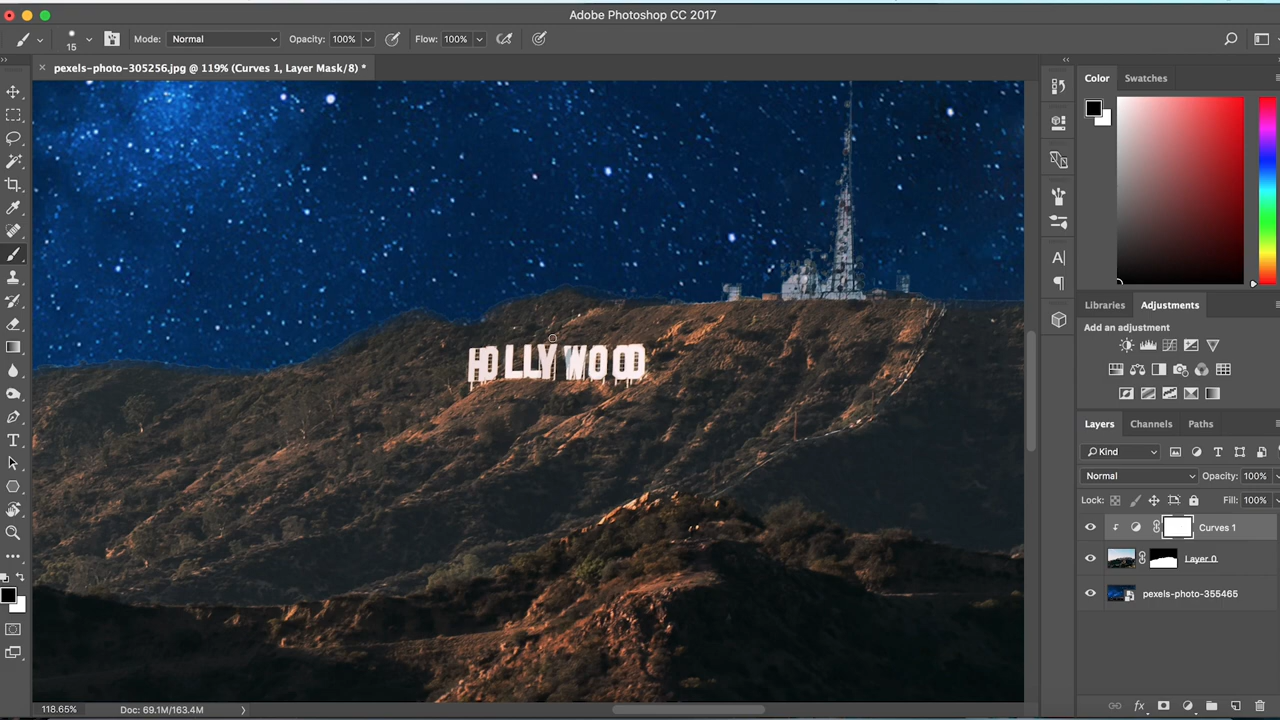 Adobe Photoshop CC 2017
15
Mode: Normal Opacity: 100% Flow: 100%
pexels-photo-305256.jpg @ 119% (Curves 1, Layer Mask/8) *
HOLLYWOOD
Color Swatches
Libraries Adjustments
Add an adjustment
Layers Channels Paths
Kind
Normal Opacity: 100%
Lock: Fill: 100%
Curves 1
Layer 0
pexels-photo-355465
118.65% Doc: 69.1M/163.4M